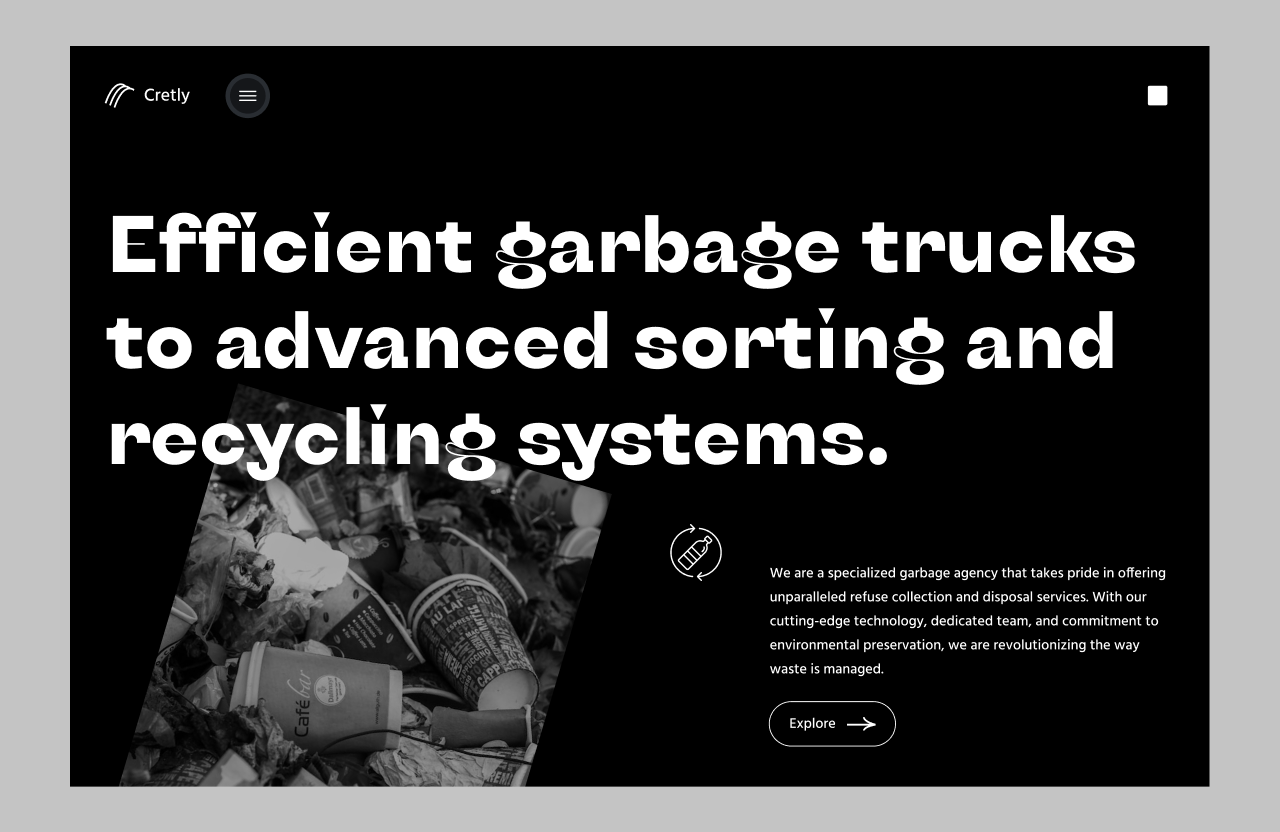 Cretly
Efficient garbage trucks
to advanced sorting and
recycling systems.
We are a specialized garbage agency that takes pride in offering
unparalleled refuse collection and disposal services. With our
cutting-edge technology, dedicated team, and commitment to
environmental preservation, we are revolutionizing the way
waste is managed.
Explore
Café bar